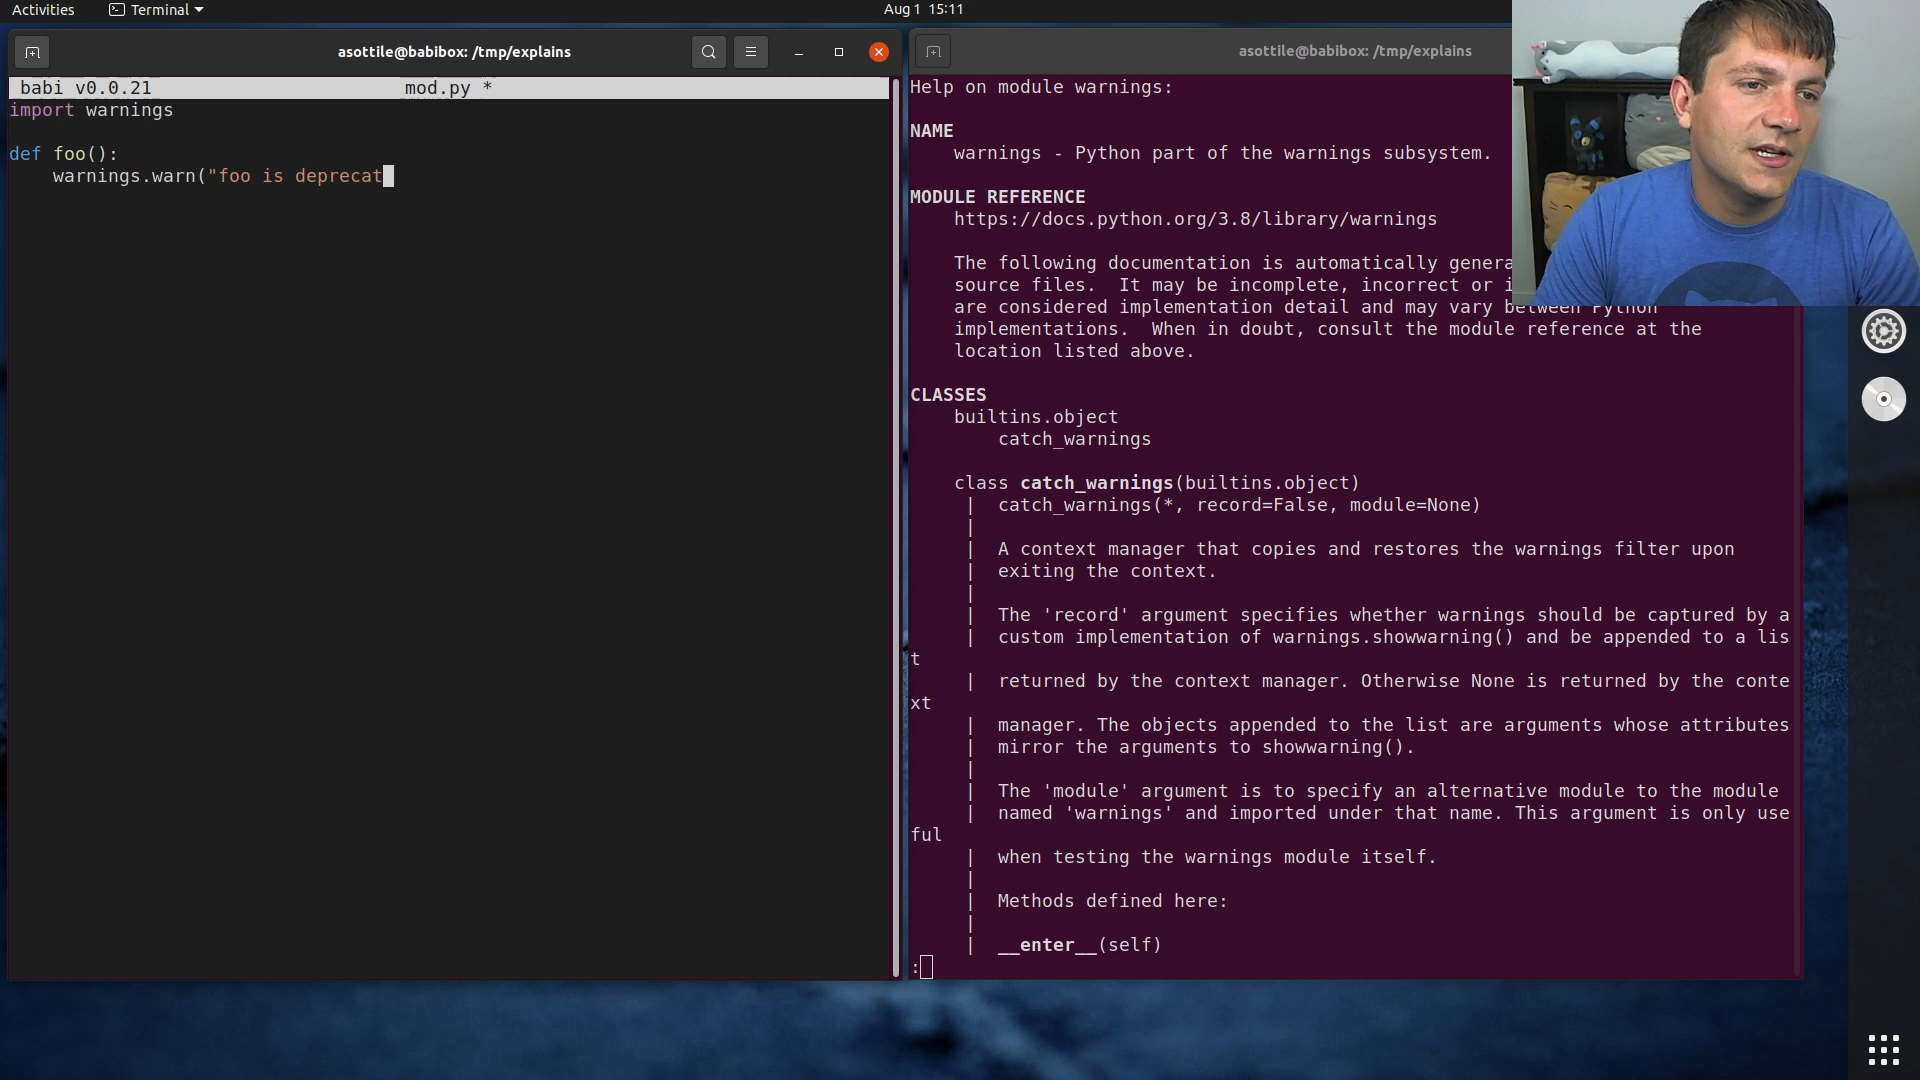 Activities
Terminal
Aug 1 15:11
asottile@babibox: /tmp/explains
babi v0.0.21 mod.py *
import warnings
def foo():
warnings.warn("foo is deprecat
asottile@babibox: /tmp/explains
Help on module warnings:
NAME
warnings - Python part of the warnings subsystem.
MODULE REFERENCE
https://docs.python.org/3.8/library/warnings
The following documentation is automatically genera
source files. It may be incomplete, incorrect or i
are considered implementation detail and may vary between Python
implementations. When in doubt, consult the module reference at the
location listed above.
CLASSES
builtins.object
catch_warnings
class catch_warnings(builtins.object)
| catch_warnings(*, record=False, module=None)
|
| A context manager that copies and restores the warnings filter upon
| exiting the context.
|
| The 'record' argument specifies whether warnings should be captured by a
| custom implementation of warnings.showwarning() and be appended to a lis
t
| returned by the context manager. Otherwise None is returned by the conte
xt
| manager. The objects appended to the list are arguments whose attributes
| mirror the arguments to showwarning().
|
| The 'module' argument is to specify an alternative module to the module
| named 'warnings' and imported under that name. This argument is only use
ful
| when testing the warnings module itself.
|
| Methods defined here:
|
| __enter__(self)
: